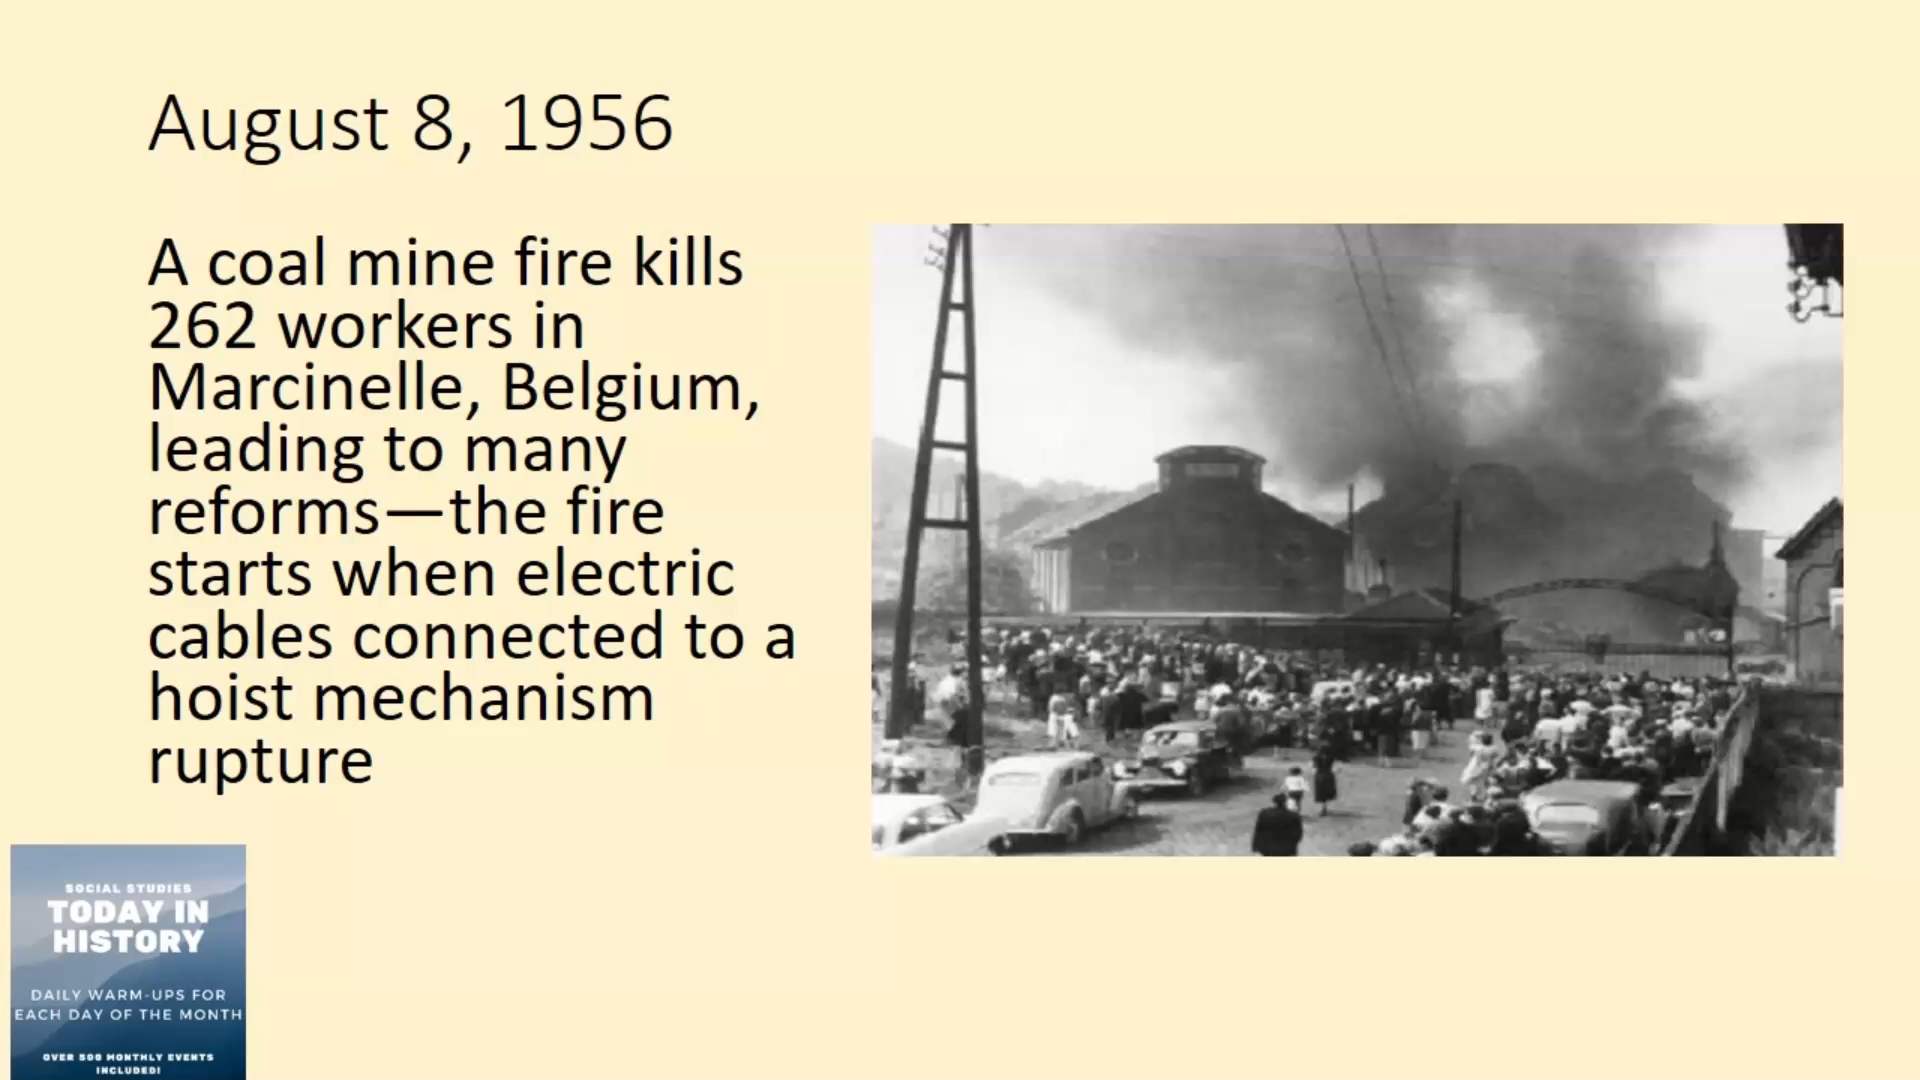 August 8, 1956
A coal mine fire kills
262 workers in
Marcinelle, Belgium,
leading to many
reforms—the fire
starts when electric
cables connected to a
hoist mechanism
rupture
SOCIAL STUDIES
TODAY IN
HISTORY
DAILY WARM-UPS FOR
EACH DAY OF THE MONTH
OVER 500 MONTHLY EVENTS
INCLUDED!